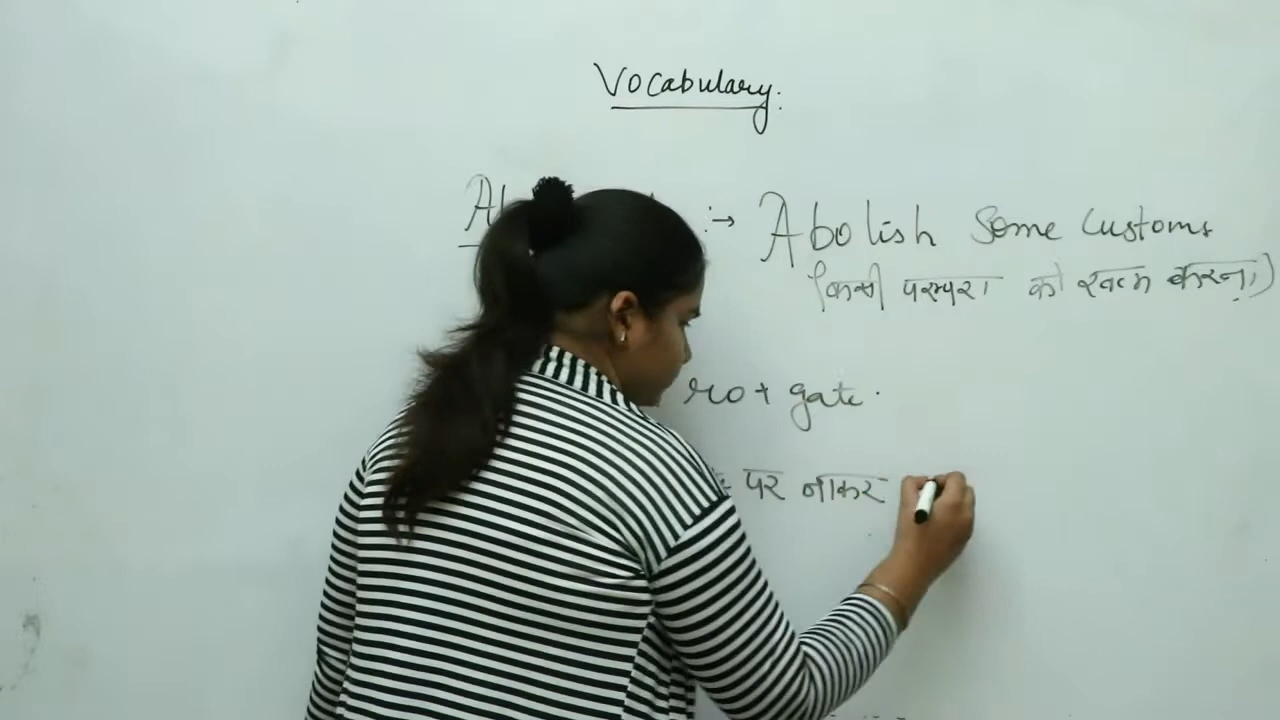 Vocabulary.
:→ Abolish Some Customs
(किसी परम्परा को खत्म करना)
ro + gate.
पर जाकर